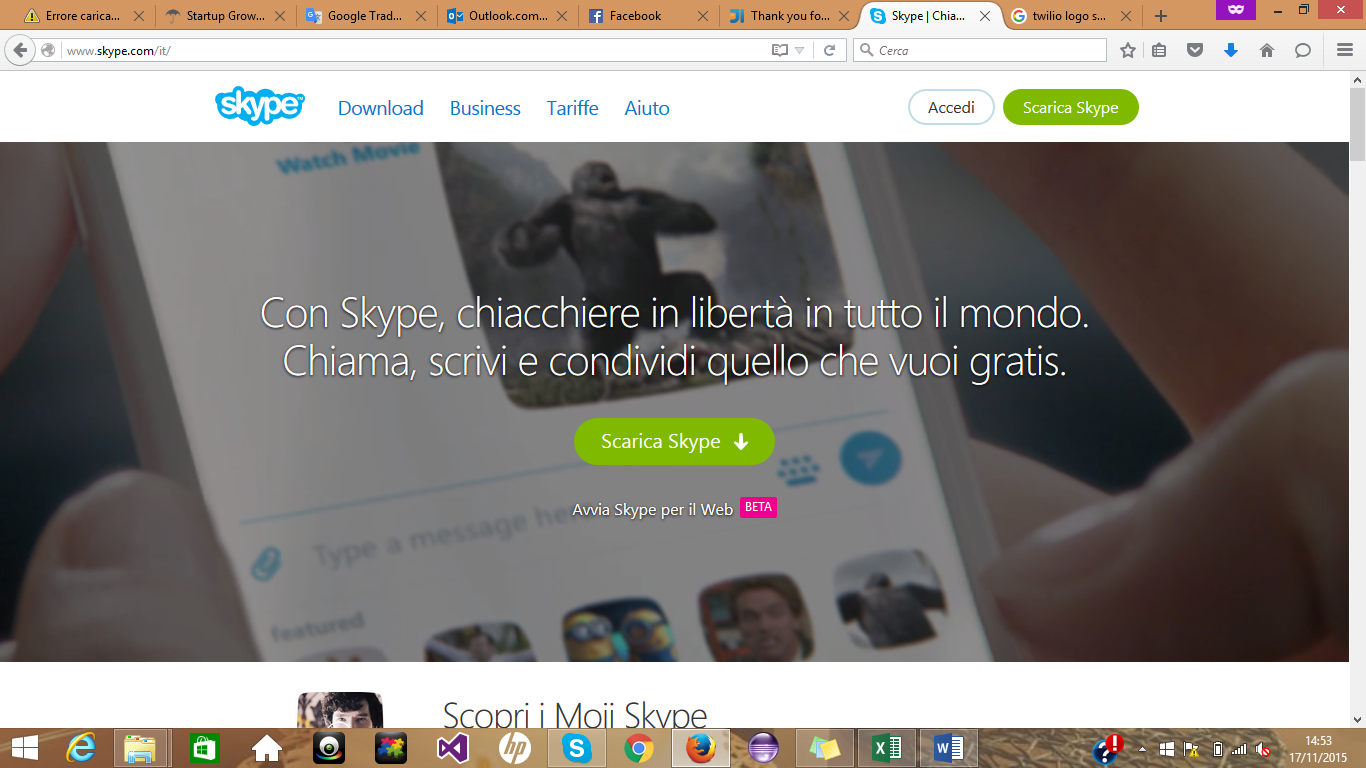 Errore carica...
Startup Grow...
Google Trad...
Outlook.com...
Facebook
Thank you fo...
Skype | Chia...
twilio logo s...
www.skype.com/it/
Cerca
skype™
Download
Business
Tariffe
Aiuto
Accedi
Scarica Skype
Watch Movie
Con Skype, chiacchiere in libertà in tutto il mondo.
Chiama, scrivi e condividi quello che vuoi gratis.
Scarica Skype
Avvia Skype per il Web BETA
Type a message here
featured
Scopri i Moji Skype
14:53
17/11/2015